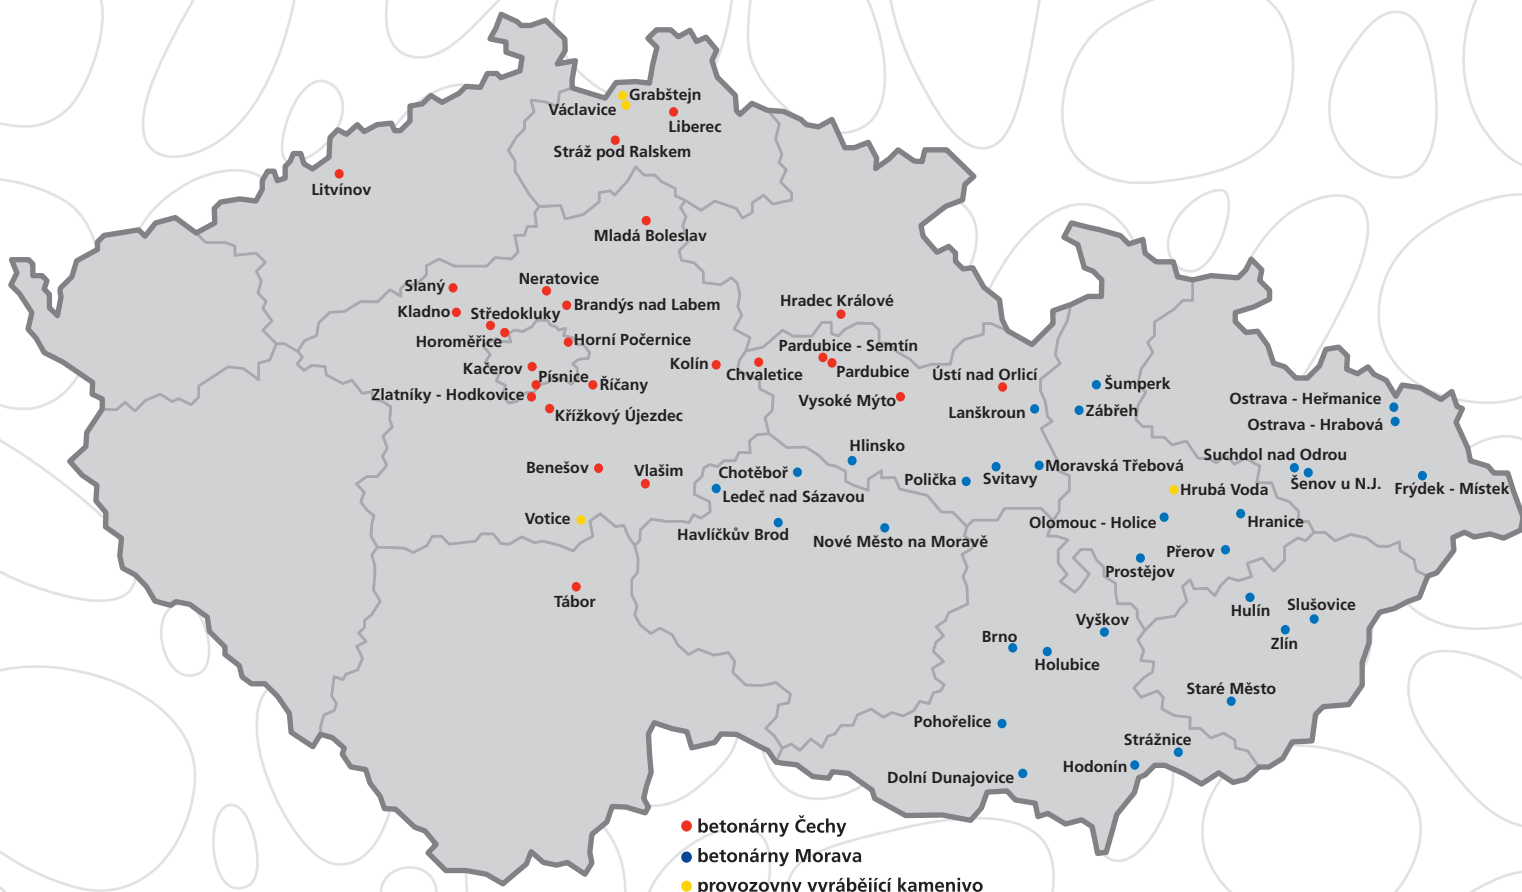 Grabštejn
Václavice
Liberec
Stráž pod Ralskem
Litvínov
Mladá Boleslav
Neratovice
Slaný
Brandýs nad Labem
Kladno
Středokluky
Hradec Králové
Horoměřice
Horní Počernice
Pardubice - Semtín
Kolín
Chvaletice
Pardubice
Kačerov
Písnice
Říčany
Ústí nad Orlicí
Šumperk
Zlatníky - Hodkovice
Vysoké Mýto
Ostrava - Heřmanice
Křížkový Újezdec
Lanškroun
Zábřeh
Ostrava - Hrabová
Hlinsko
Suchdol nad Odrou
Benešov
Vlašim
Chotěboř
Moravská Třebová
Polička
Svitavy
Šenov u N.J.
Frýdek - Místek
Ledeč nad Sázavou
Hrubá Voda
Votice
Olomouc - Holice
Hranice
Havlíčkův Brod
Nové Město na Moravě
Přerov
Prostějov
Tábor
Hulín
Slušovice
Vyškov
Brno
Zlín
Holubice
Staré Město
Pohořelice
Strážnice
Hodonín
Dolní Dunajovice
betonárny Čechy
betonárny Morava
provozovny vyrábějící kamenivo